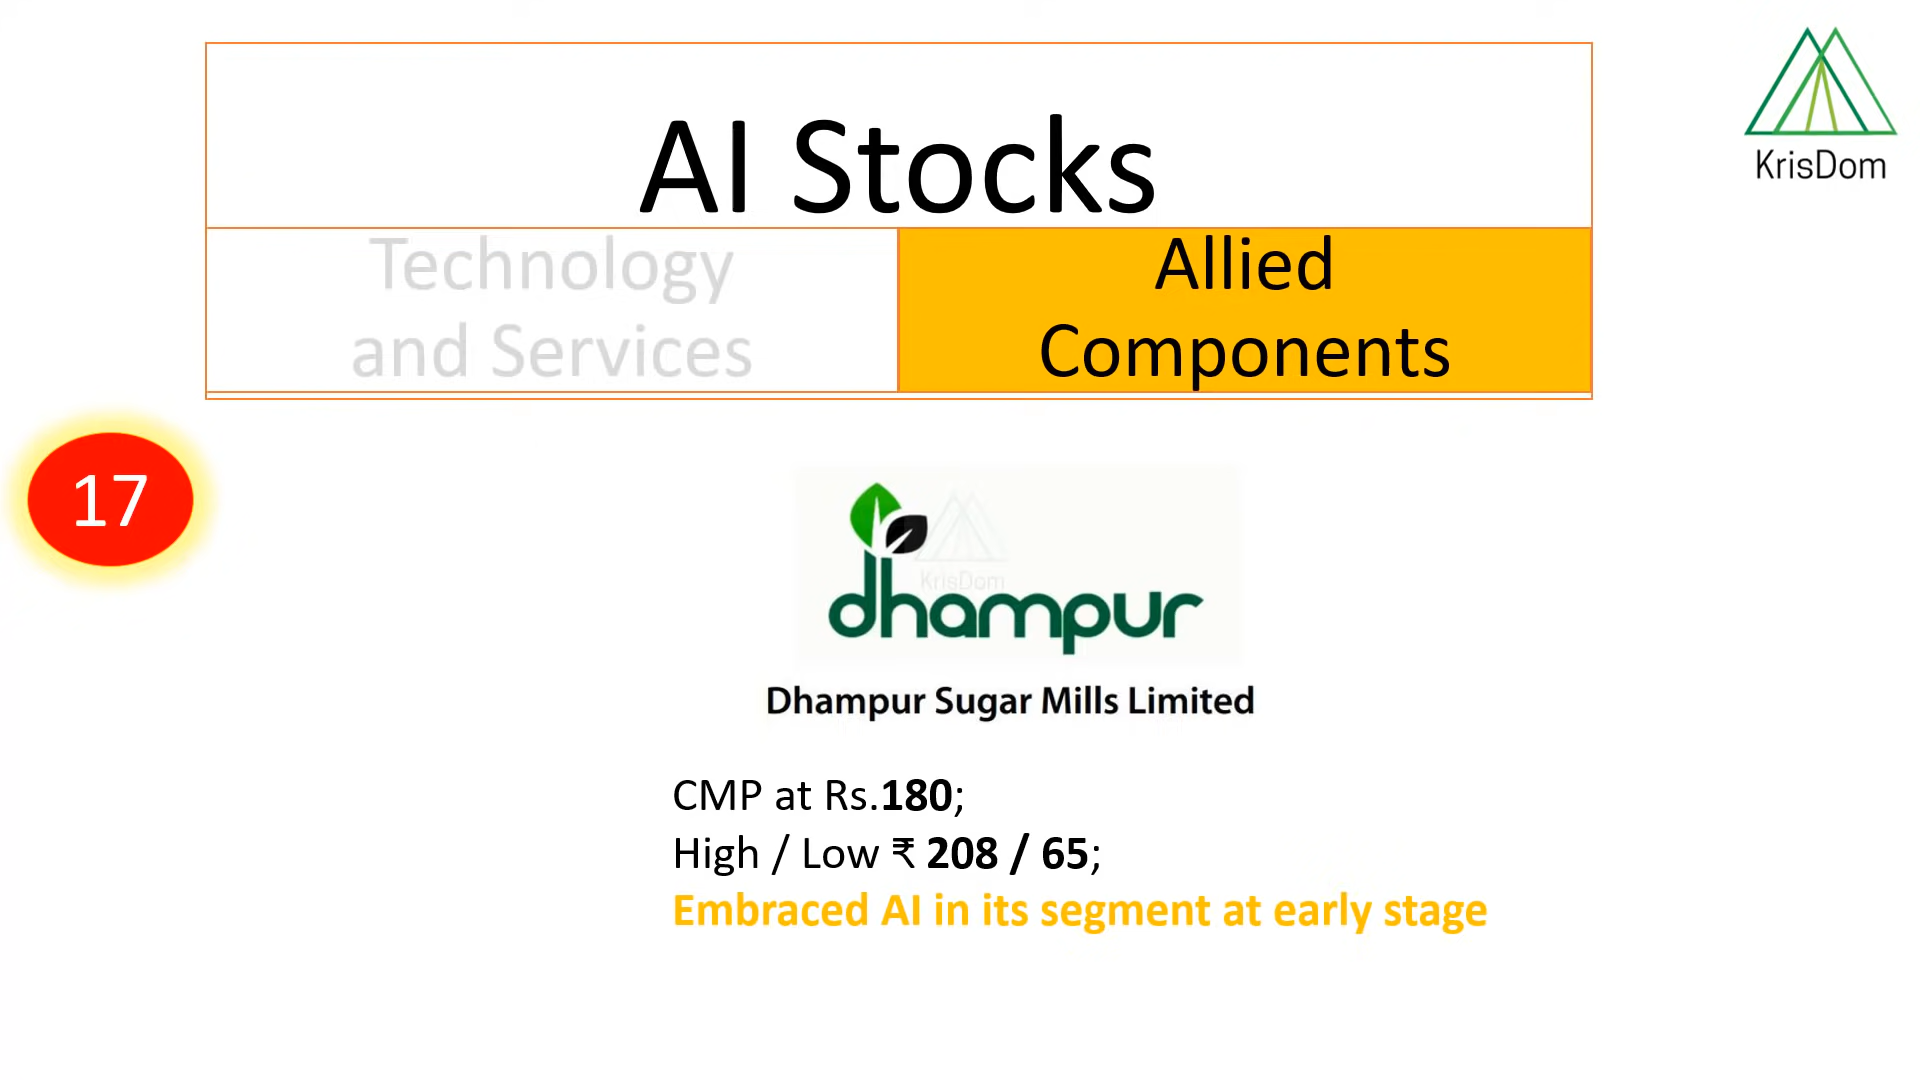 AI Stocks
KrisDom
Technology
and Services
Allied
Components
17
KrisDom
dhampur
Dhampur Sugar Mills Limited
CMP at Rs.180;
High / Low ₹ 208 / 65;
Embraced AI in its segment at early stage